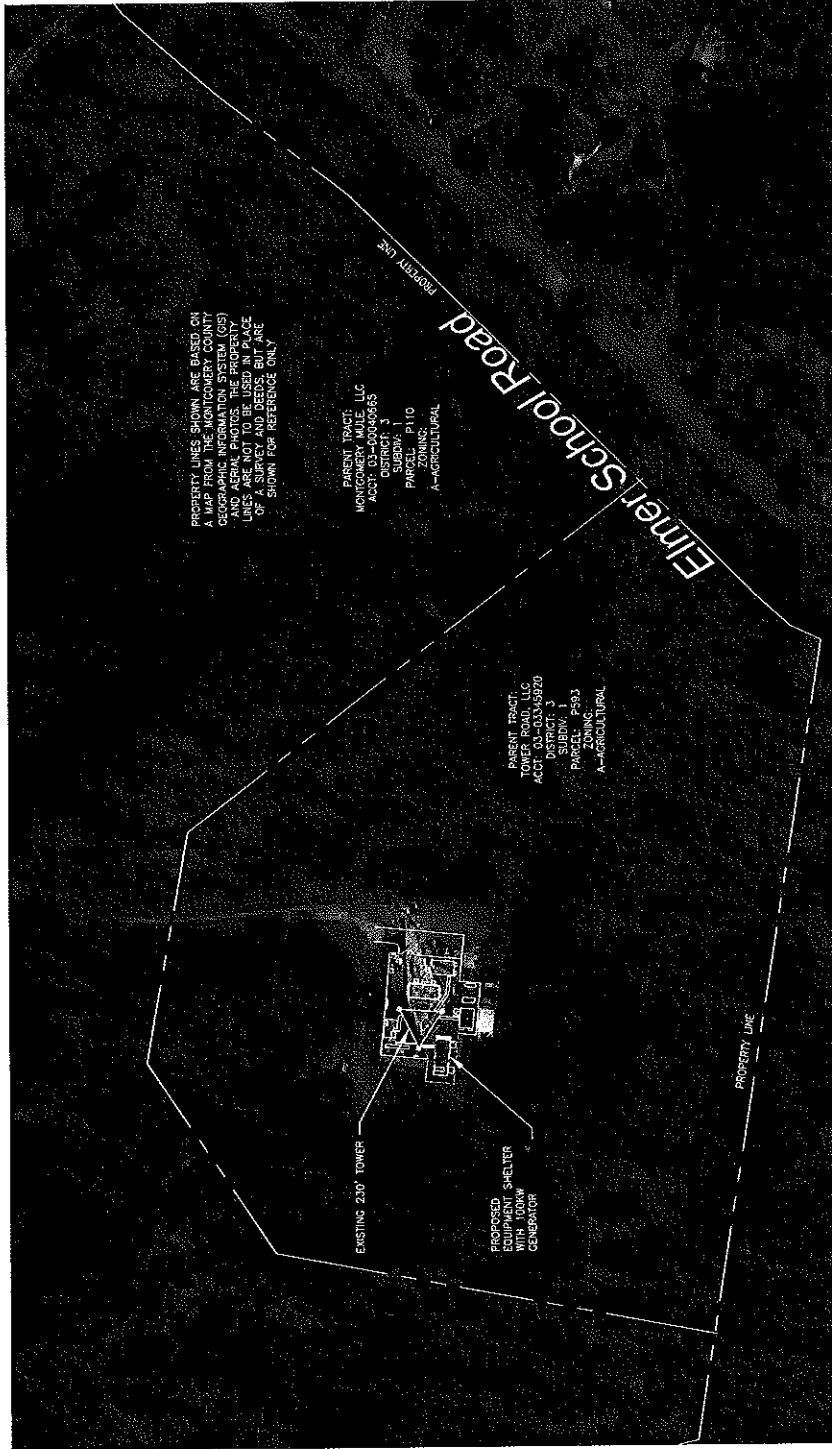 PROPERTY LINES SHOWN ARE BASED ON
A MAP FROM THE MONTGOMERY COUNTY
GEOGRAPHIC INFORMATION SYSTEM (GIS)
AND AERIAL PHOTOS. THE PROPERTY
LINES ARE NOT TO BE USED IN PLACE
OF A SURVEY AND DEEDS, BUT ARE
SHOWN FOR REFERENCE ONLY
PARENT TRACT:
MONTGOMERY MULE, LLC
ACCT: 03-00040665
DISTRICT: 3
SUBDIV: 1
PARCEL: P110
ZONING:
A-AGRICULTURAL
PROPERTY LINE
Elmer School Road
PARENT TRACT:
TOWER ROAD, LLC
ACCT: 03-03345920
DISTRICT: 3
SUBDIV: 1
PARCEL: P593
ZONING:
A-AGRICULTURAL
EXISTING 230' TOWER
PROPOSED
EQUIPMENT SHELTER
WITH 100KW
GENERATOR
PROPERTY LINE